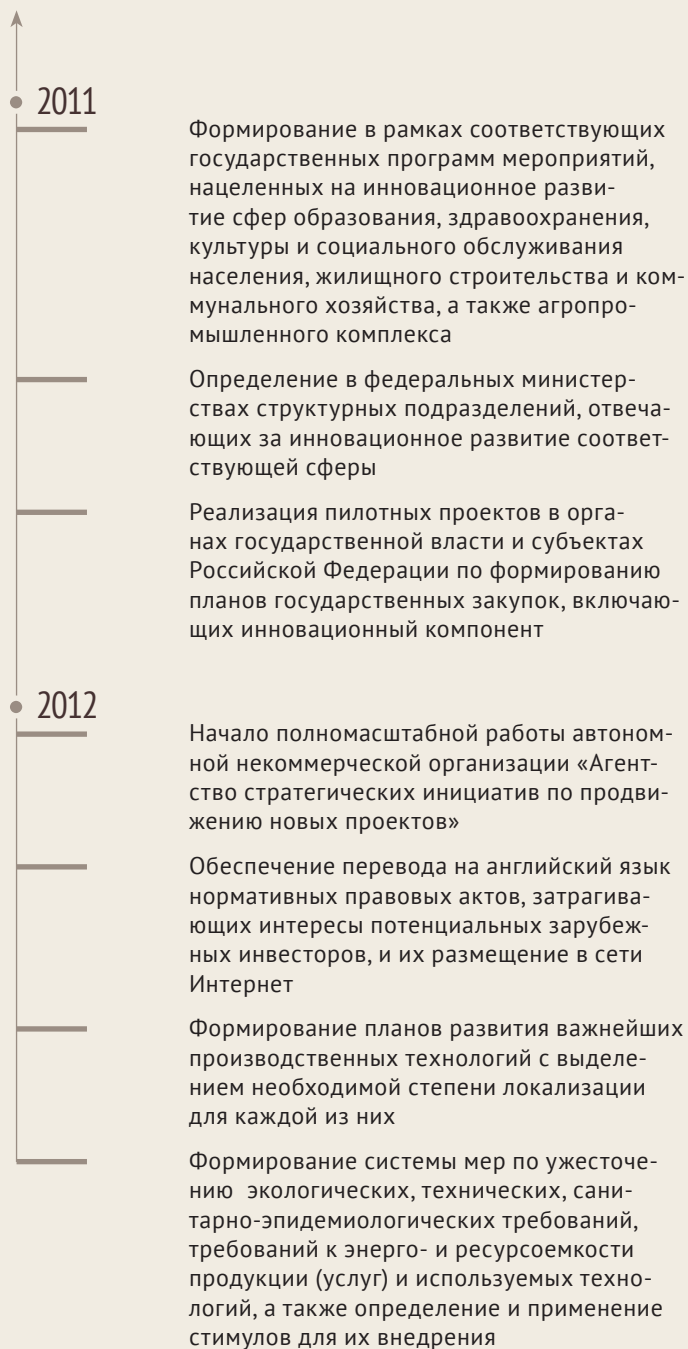 2011
Формирование в рамках соответствующих
государственных программ мероприятий,
нацеленных на инновационное разви-
тие сфер образования, здравоохранения,
культуры и социального обслуживания
населения, жилищного строительства и ком-
мунального хозяйства, а также агропро-
мышленного комплекса
Определение в федеральных министер-
ствах структурных подразделений, отвеча-
ющих за инновационное развитие соответ-
ствующей сферы
Реализация пилотных проектов в орга-
нах государственной власти и субъектах
Российской Федерации по формированию
планов государственных закупок, включаю-
щих инновационный компонент
2012
Начало полномасштабной работы автоном-
ной некоммерческой организации «Агент-
ство стратегических инициатив по продви-
жению новых проектов»
Обеспечение перевода на английский язык
нормативных правовых актов, затрагива-
ющих интересы потенциальных зарубеж-
ных инвесторов, и их размещение в сети
Интернет
Формирование планов развития важнейших
производственных технологий с выделе-
нием необходимой степени локализации
для каждой из них
Формирование системы мер по ужесточе-
нию экологических, технических, сани-
тарно-эпидемиологических требований,
требований к энерго- и ресурсоемкости
продукции (услуг) и используемых техно-
логий, а также определение и применение
стимулов для их внедрения